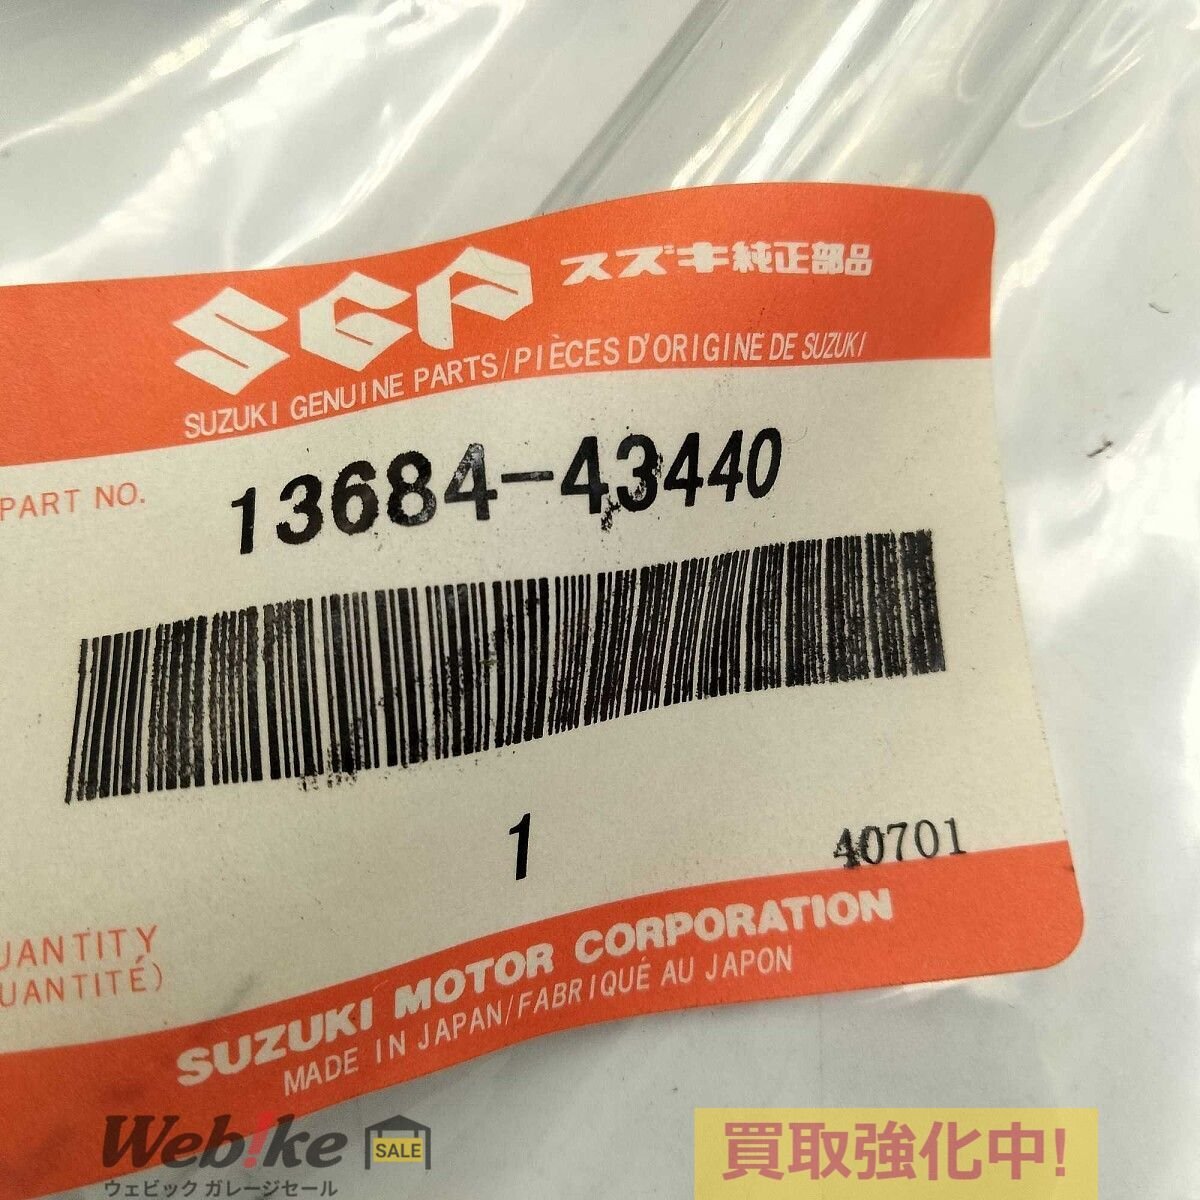 SGP スズキ純正部品
SUZUKI GENUINE PARTS/PIÈCES D'ORIGINE DE SUZUKI
PART NO. 13684-43440
1
40701
UANTITY
UANTITÉ)
SUZUKI MOTOR CORPORATION
MADE IN JAPAN/FABRIQUÉ AU JAPON
Web!ke SALE
ウェビック ガレージセール
買取強化中!